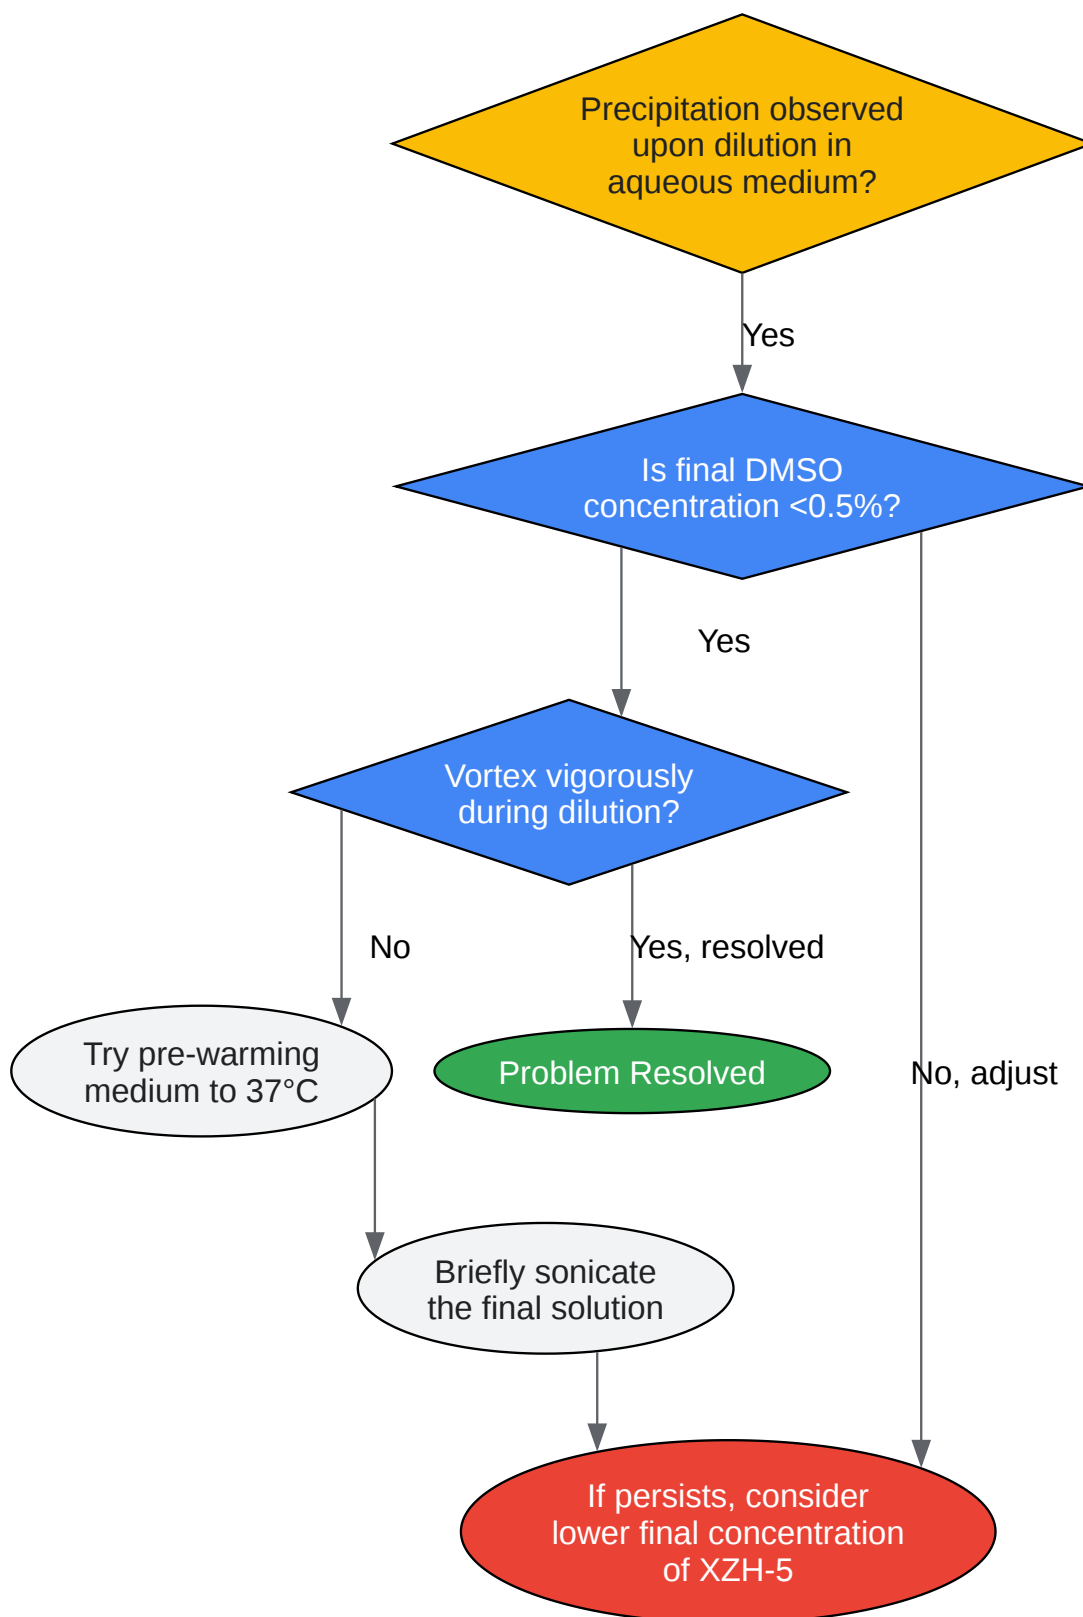 Precipitation observed
upon dilution in
aqueous medium?
Yes
Is final DMSO
concentration <0.5%?
Yes
Vortex vigorously
during dilution?
No
Yes, resolved
Try pre-warming
medium to 37°C
Problem Resolved
No, adjust
Briefly sonicate
the final solution
If persists, consider
lower final concentration
of XZH-5